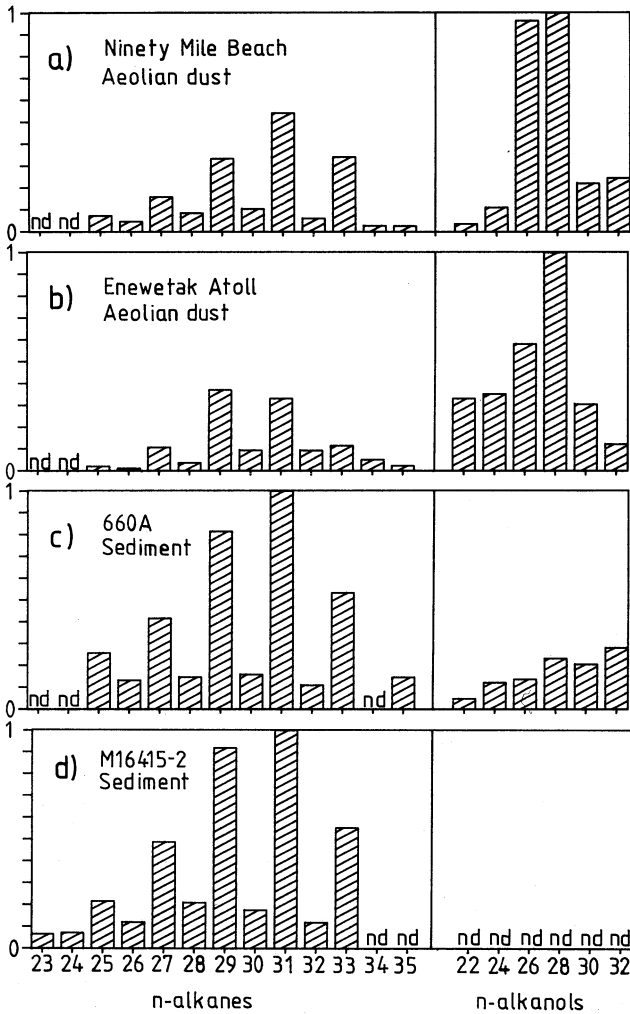 1
a) Ninety Mile Beach
Aeolian dust
nd nd
0
1
b) Enewetak Atoll
Aeolian dust
nd nd
0
1
c) 660A
Sediment
nd nd nd
0
1
d) M16415-2
Sediment
nd nd nd nd nd nd nd nd
0
23 24 25 26 27 28 29 30 31 32 33 34 35 22 24 26 28 30 32
n-alkanes n-alkanols